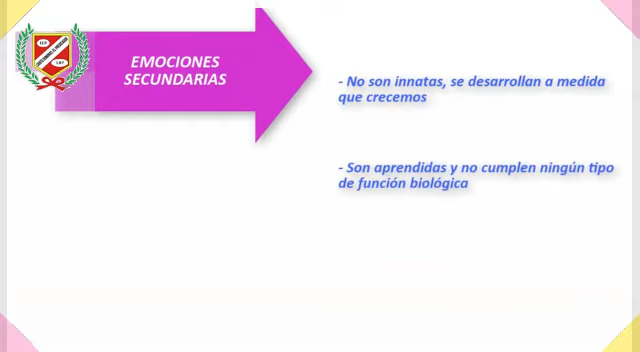 EMOCIONES
SECUNDARIAS
- No son innatas, se desarrollan a medida
que crecemos
- Son aprendidas y no cumplen ningún tipo
de función biológica